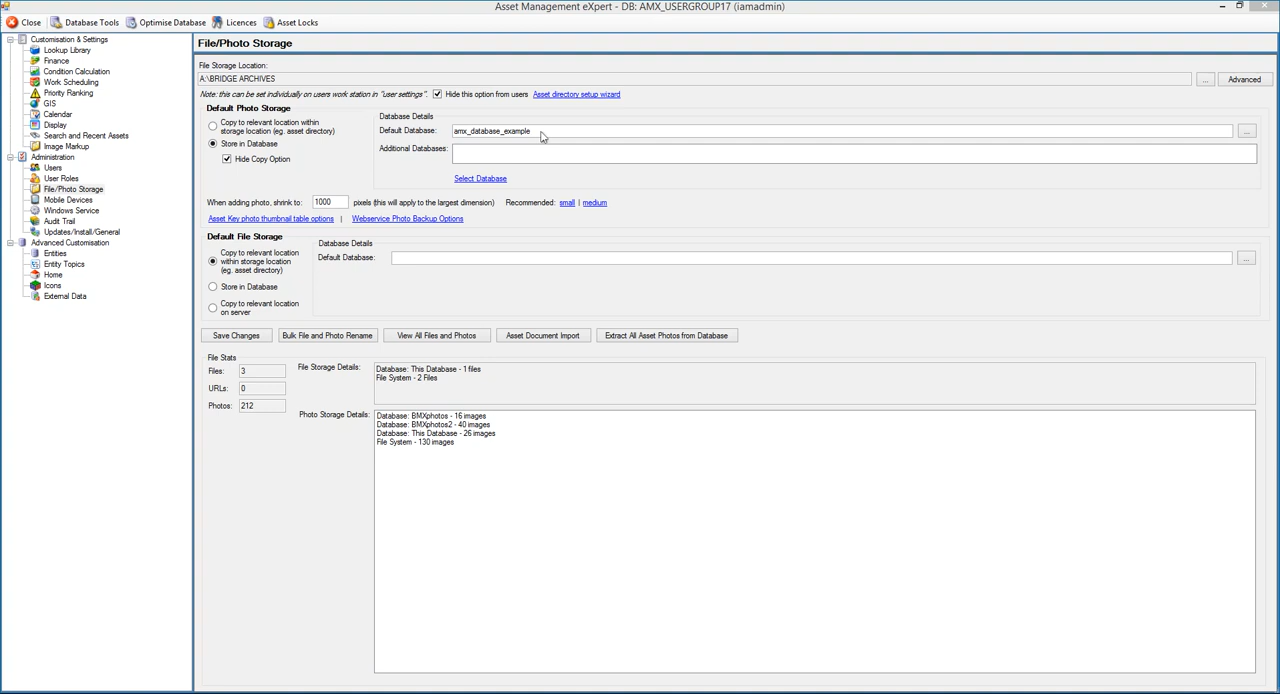 Asset Management eXpert - DB: AMX_USERGROUP17 (iamadmin)
Close Database Tools Optimise Database Licences Asset Locks
Customisation & Settings
Lookup Library
Finance
Condition Calculation
Work Scheduling
Priority Ranking
GIS
Calendar
Display
Search and Recent Assets
Image Markup
Administration
Users
User Roles
File/Photo Storage
Mobile Devices
Windows Service
Audit Trail
Updates/Install/General
Advanced Customisation
Entities
Entity Topics
Home
Icons
External Data
File/Photo Storage
File Storage Location:
A:\BRIDGE ARCHIVES ... Advanced
Note: this can be set individually on users work station in "user settings". Hide this option from users Asset directory setup wizard
Default Photo Storage
Copy to relevant location within
storage location (eg. asset directory)
Store in Database
Hide Copy Option
Database Details
Default Database: amx_database_example ...
Additional Databases:
Select Database
When adding photo, shrink to: 1000 pixels (this will apply to the largest dimension) Recommended: small | medium
Asset Key photo thumbnail table options | Webservice Photo Backup Options
Default File Storage
Copy to relevant location
within storage location
(eg. asset directory)
Store in Database
Copy to relevant location
on server
Database Details
Default Database: ...
Save Changes Bulk File and Photo Rename View All Files and Photos Asset Document Import Extract All Asset Photos from Database
File Stats
Files: 3
URLs: 0
Photos: 212
File Storage Details:
Database: This Database - 1 files
File System - 2 Files
Photo Storage Details:
Database: BMXphotos - 16 images
Database: BMXphotos2 - 40 images
Database: This Database - 26 images
File System - 130 images